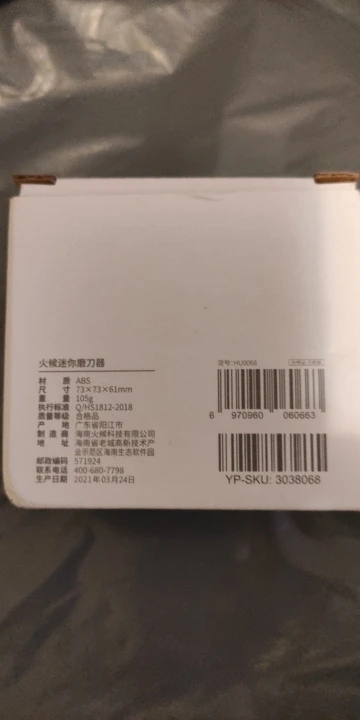 火候迷你磨刀器
货号：HU0066
材 质 ABS
尺 寸 73×73×61mm
重 量 105g
执行标准 Q/HS1812-2018
质量等级 合格品
产 地 广东省阳江市
制 造 商 海南火候科技有限公司
地 址 海南省老城高新技术产
业示范区海南生态软件园
邮政编码 571924
联系电话 400-680-7798
生产日期 2021年03月24日
6 970960 060663
YP-SKU: 3038068